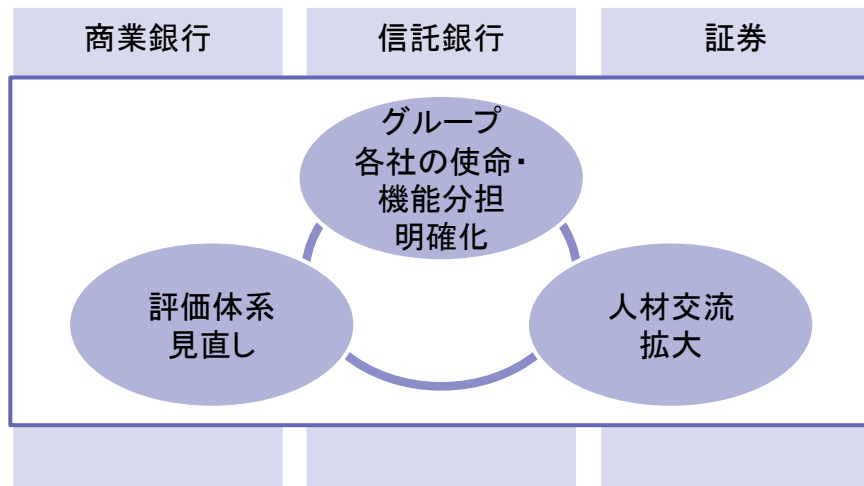 商業銀行
信託銀行
証券
グループ
各社の使命・
機能分担
明確化
評価体系
見直し
人材交流
拡大